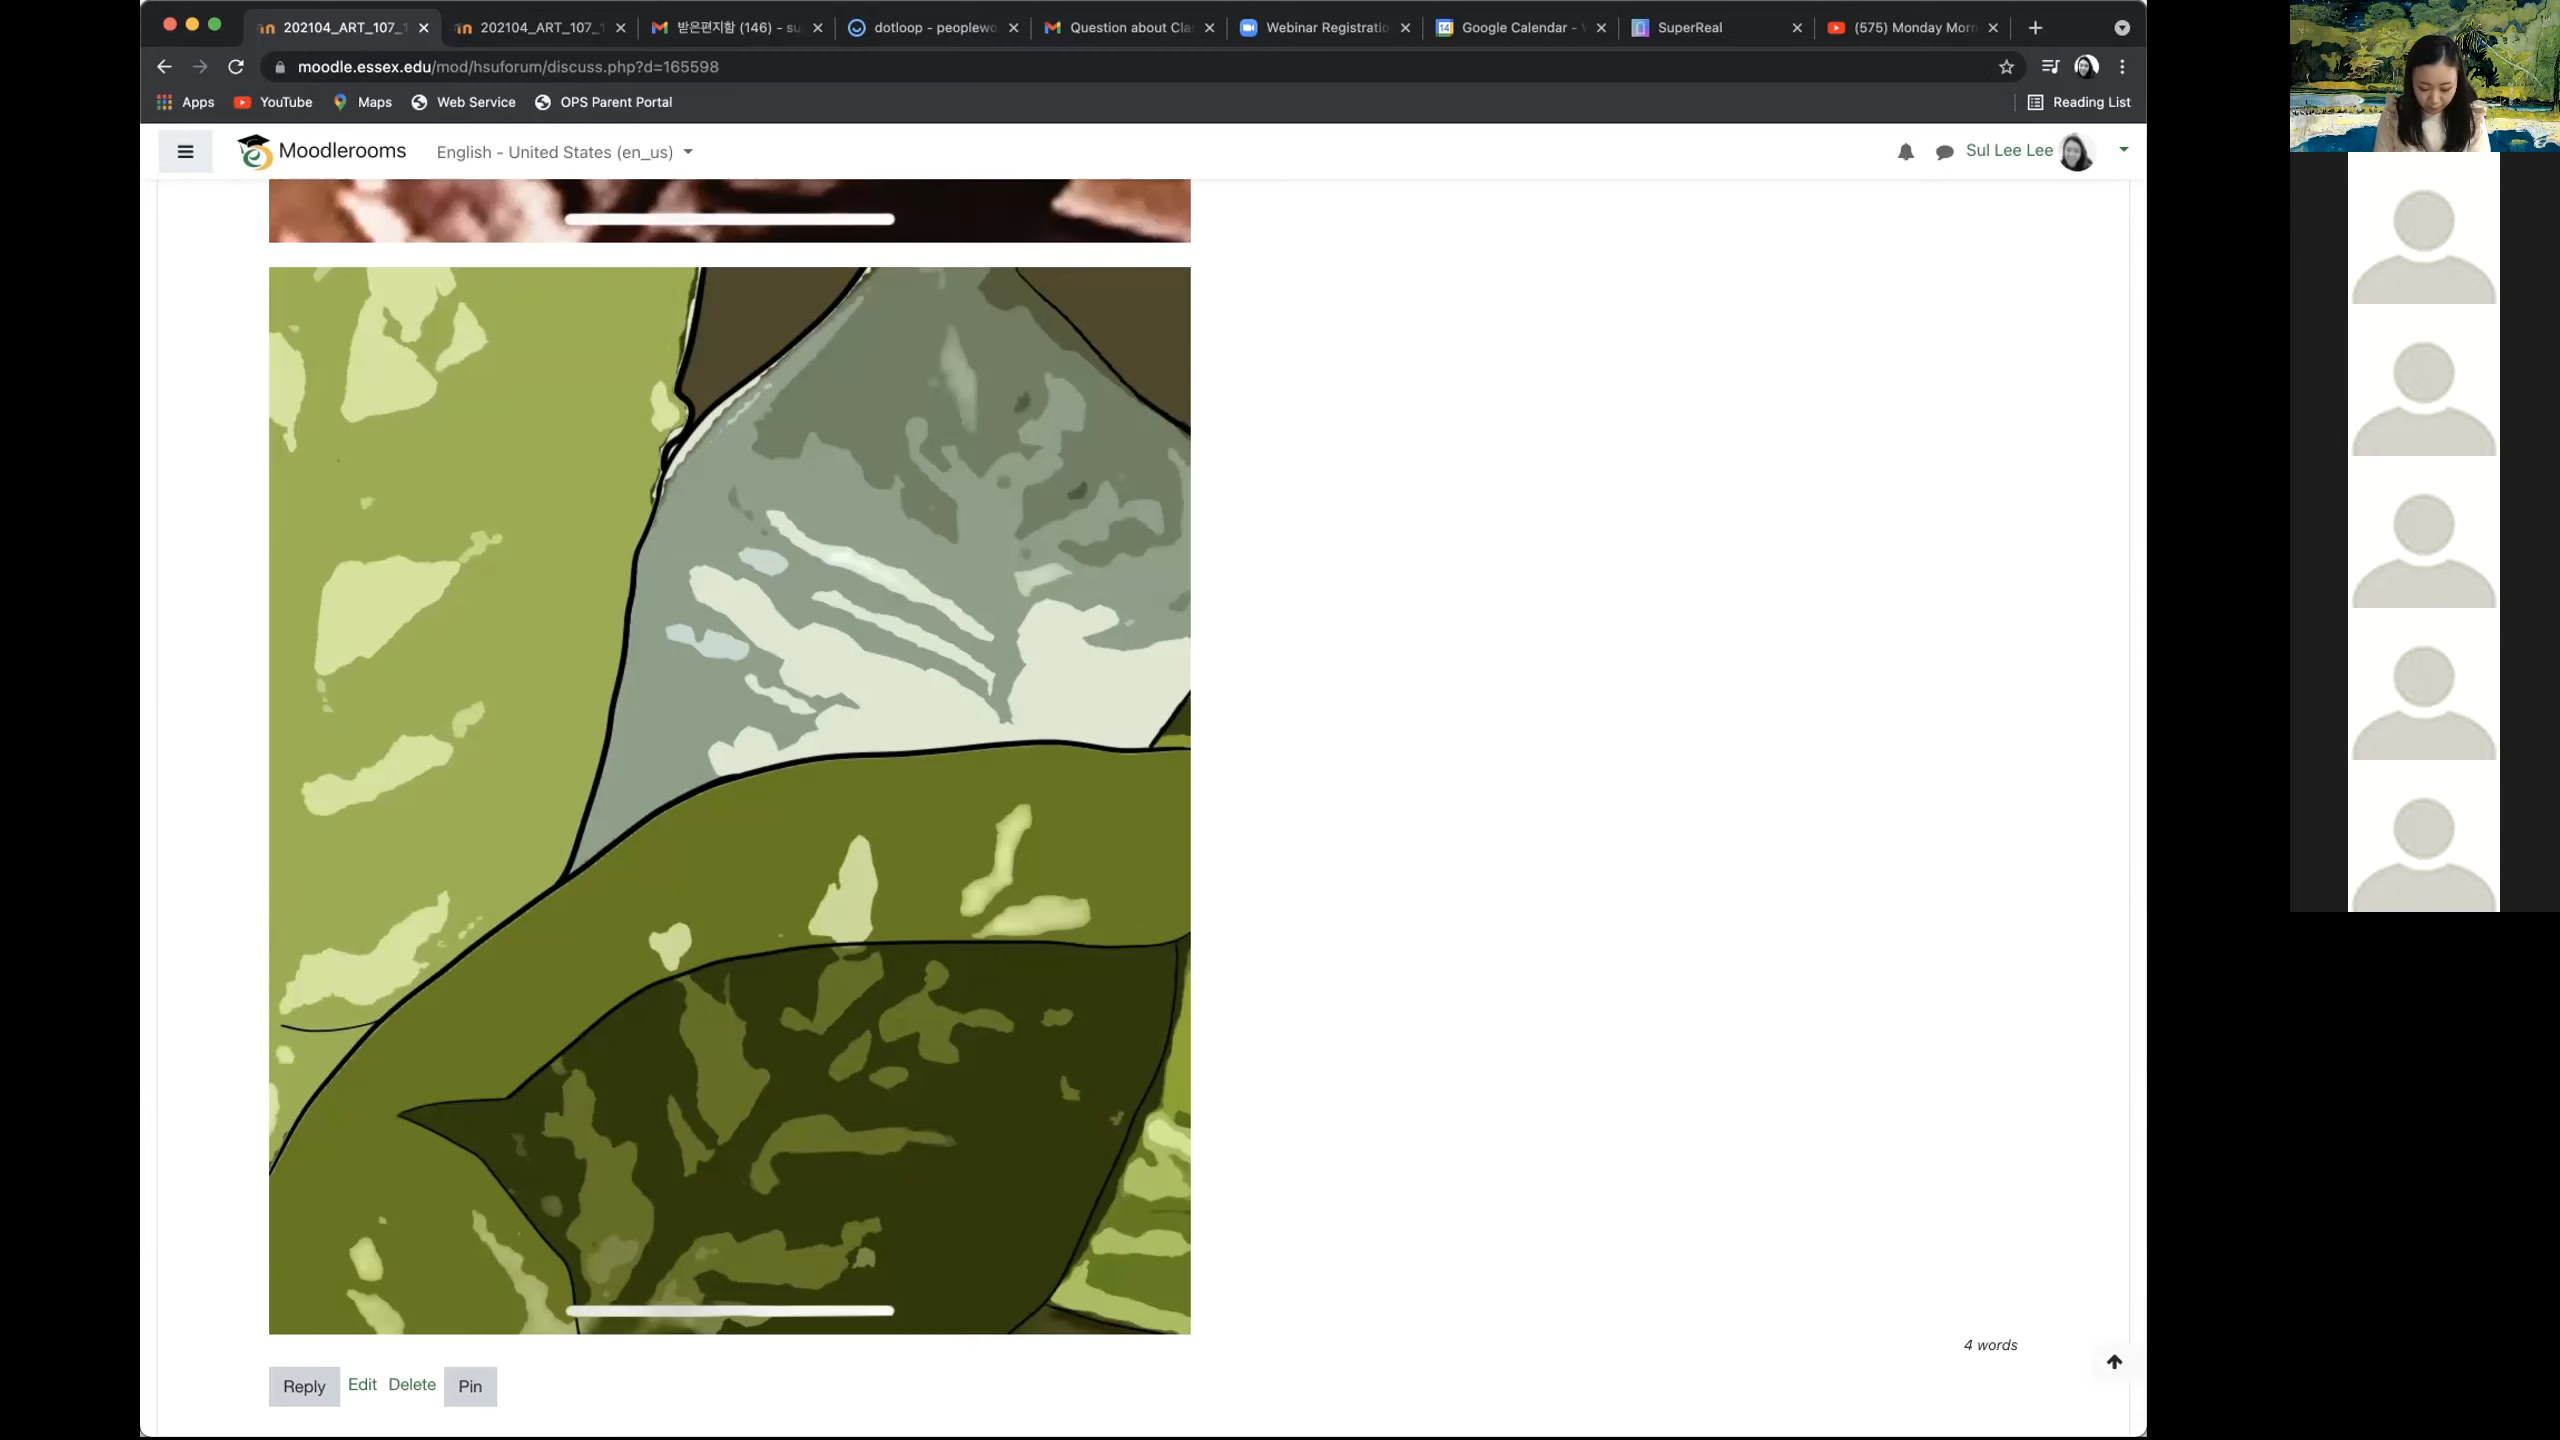 202104_ART_107_
202104_ART_107_
받은편지함 (146) - su
dotloop - peoplewo
Question about Cla
Webinar Registratio
Google Calendar -
SuperReal
(575) Monday Morn
moodle.essex.edu/mod/hsuforum/discuss.php?d=165598
Apps
YouTube
Maps
Web Service
OPS Parent Portal
Reading List
Moodlerooms
English - United States (en_us)
Sul Lee Lee
4 words
Reply
Edit
Delete
Pin